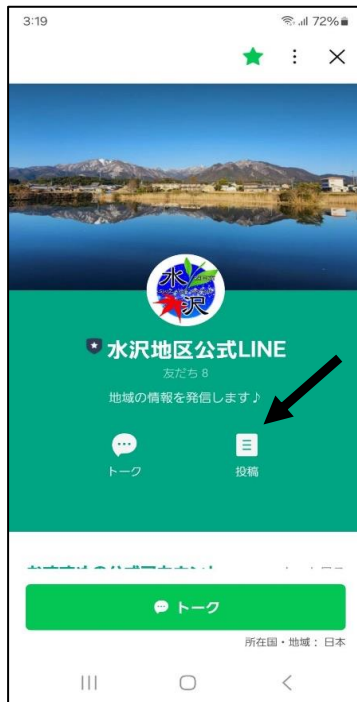 3:19
72%
水沢
水沢地区公式LINE
友だち 8
地域の情報を発信します♪
トーク
投稿
トーク
所在国・地域： 日本